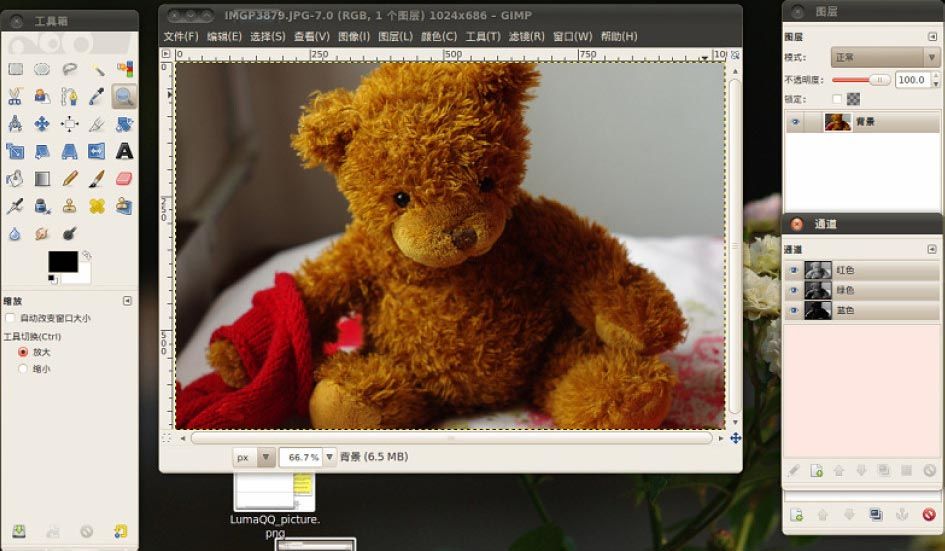 工具箱
缩放
自动改变窗口大小
工具切换(Ctrl)
放大
缩小
IMGP3879.JPG-7.0 (RGB, 1 个图层) 1024x686 – GIMP
文件(F) 编辑(E) 选择(S) 查看(V) 图像(I) 图层(L) 颜色(C) 工具(T) 滤镜(R) 窗口(W) 帮助(H)
0 250 500 750
0
250
500
px 66.7% 背景 (6.5 MB)
LumaQQ_picture.
png
图层
图层
模式: 正常
不透明度: 100.0
锁定:
背景
通道
通道
红色
绿色
蓝色